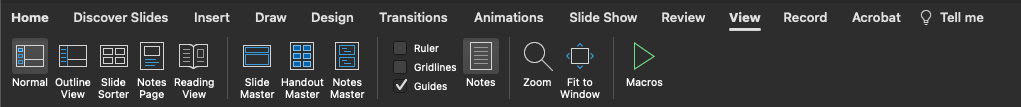 Home Discover Slides Insert Draw Design Transitions Animations Slide Show Review View Record Acrobat Tell me
Normal
Outline
View
Slide
Sorter
Notes
Page
Reading
View
Slide
Master
Handout
Master
Notes
Master
Ruler
Gridlines
Guides
Notes
Zoom
Fit to
Window
Macros